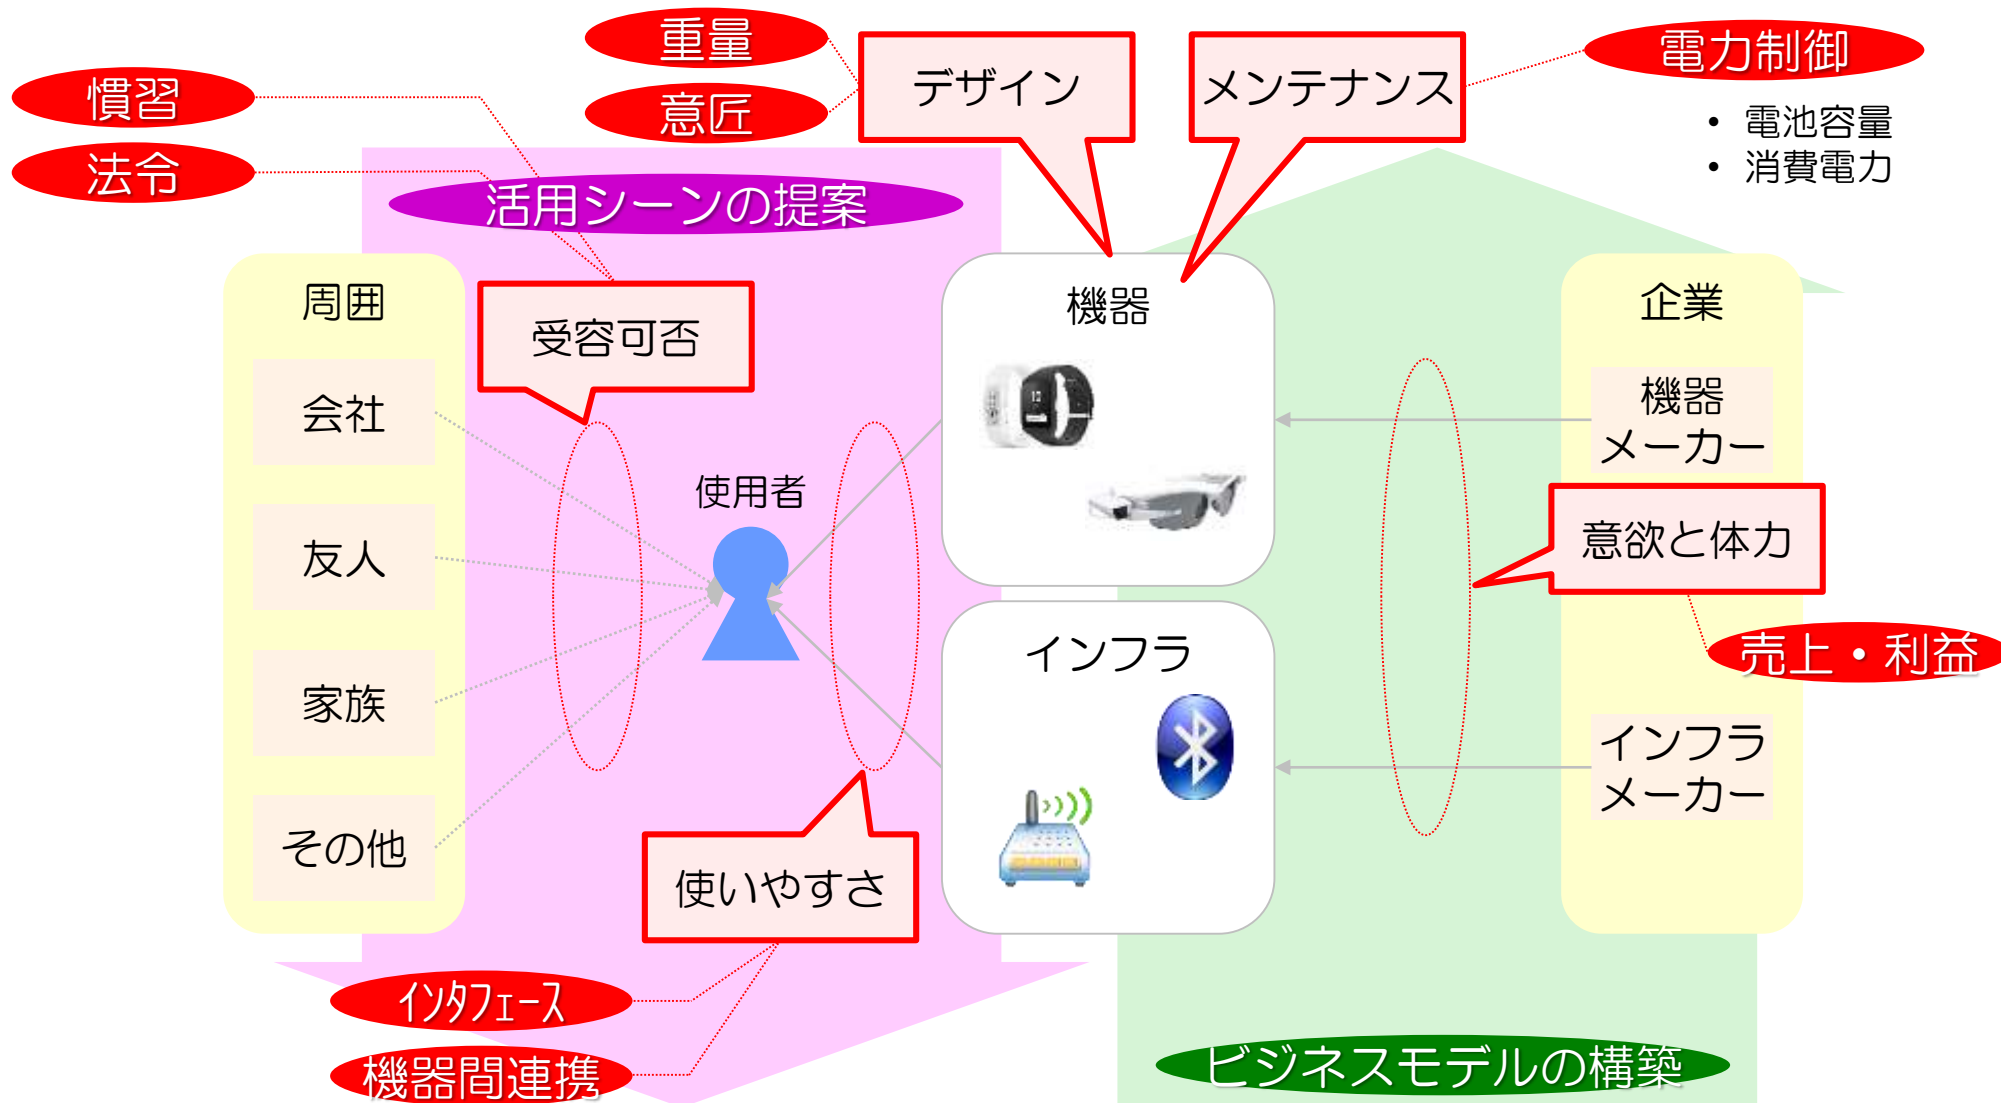 重量
意匠
デザイン
メンテナンス
電力制御
• 電池容量
• 消費電力
慣習
法令
活用シーンの提案
周囲
会社
友人
家族
その他
受容可否
使用者
機器
12
インフラ
企業
機器
メーカー
意欲と体力
売上・利益
インフラ
メーカー
使いやすさ
ｲﾝﾀﾌｪｰｽ
機器間連携
ビジネスモデルの構築